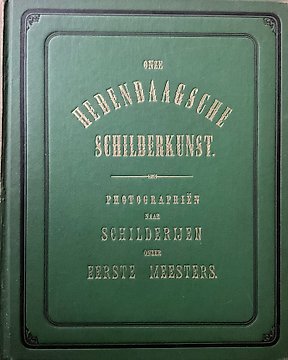 ONZE
HEDENDAAGSCHE
SCHILDERKUNST.
PHOTOGRAPHIËN
NAAR
SCHILDERIJEN
ONZER
EERSTE MEESTERS.